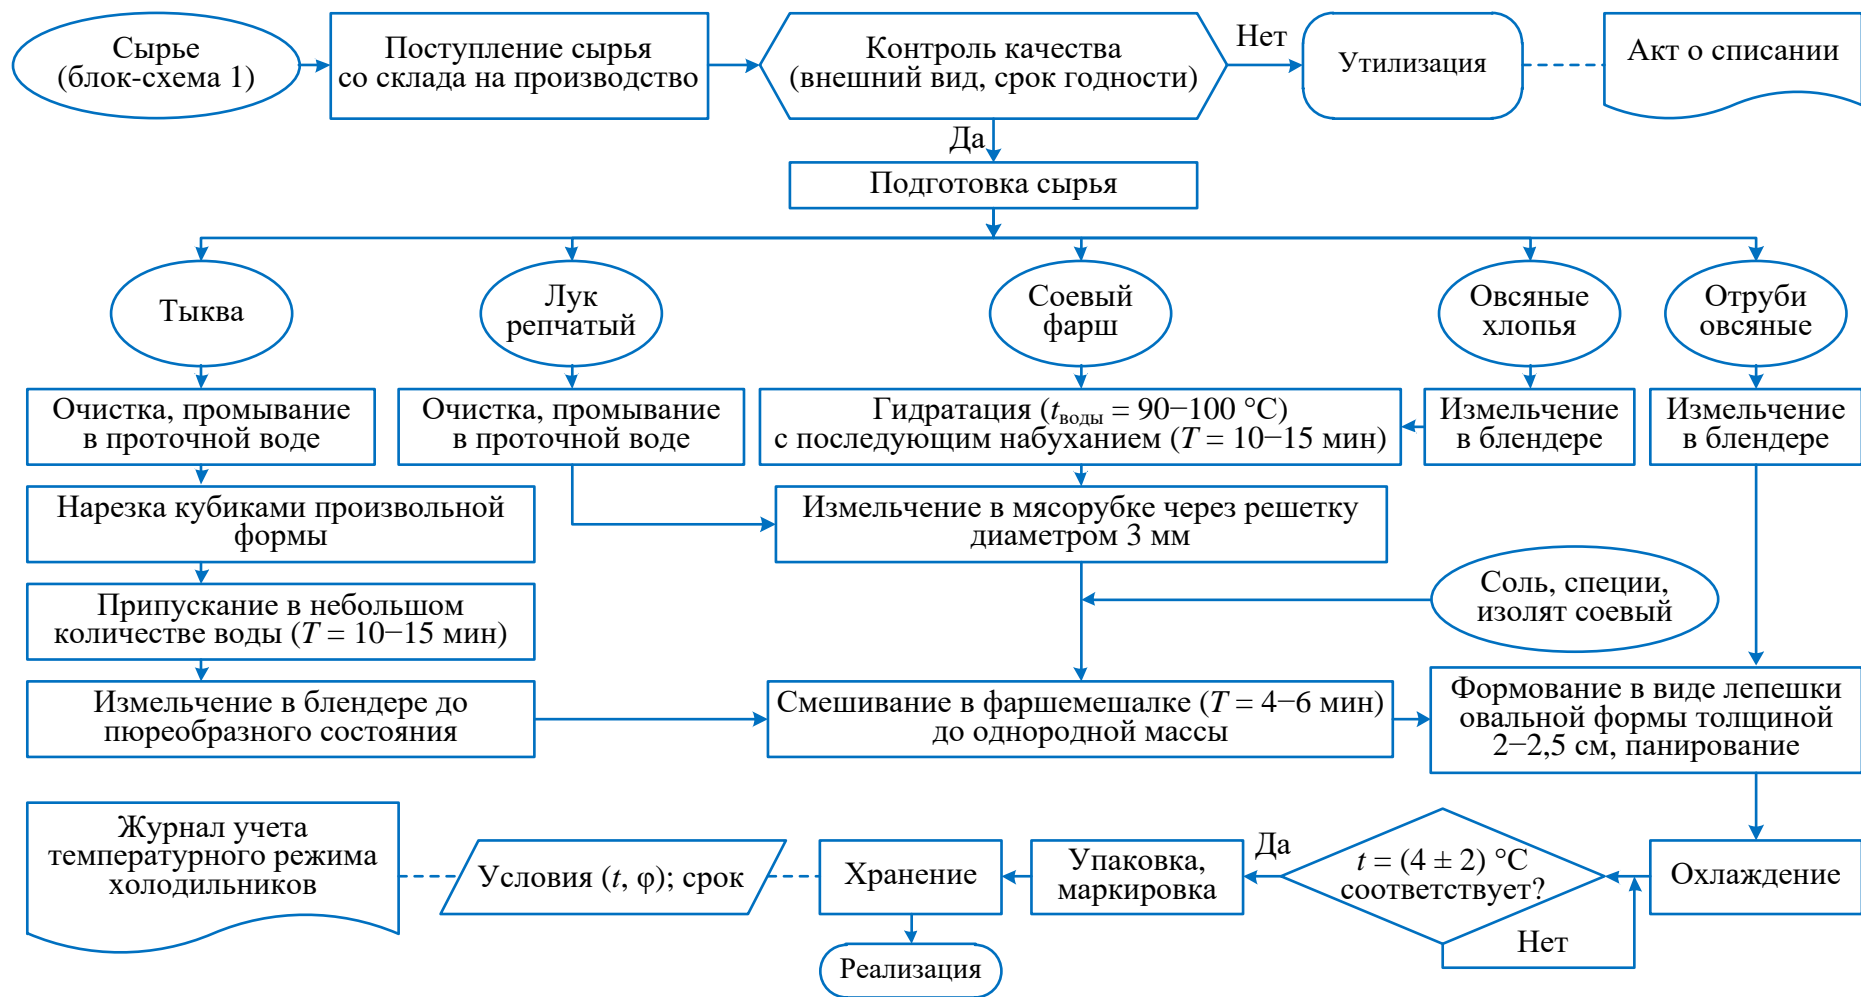 Сырье
(блок-схема 1)
Поступление сырья
со склада на производство
Контроль качества
(внешний вид, срок годности)
Нет
Утилизация
Акт о списании
Да
Подготовка сырья
Тыква
Лук
репчатый
Соевый
фарш
Овсяные
хлопья
Отруби
овсяные
Очистка, промывание
в проточной воде
Очистка, промывание
в проточной воде
Гидратация (tводы = 90−100 °C)
с последующим набуханием (T = 10−15 мин)
Измельчение
в блендере
Измельчение
в блендере
Нарезка кубиками произвольной
формы
Измельчение в мясорубке через решетку
диаметром 3 мм
Припускание в небольшом
количестве воды (T = 10−15 мин)
Соль, специи,
изолят соевый
Измельчение в блендере до
пюреобразного состояния
Смешивание в фаршемешалке (T = 4−6 мин)
до однородной массы
Формование в виде лепешки
овальной формы толщиной
2−2,5 см, панирование
Журнал учета
температурного режима
холодильников
Условия (t, φ); срок
Хранение
Упаковка,
маркировка
Да
t = (4 ± 2) °C
соответствует?
Охлаждение
Нет
Реализация